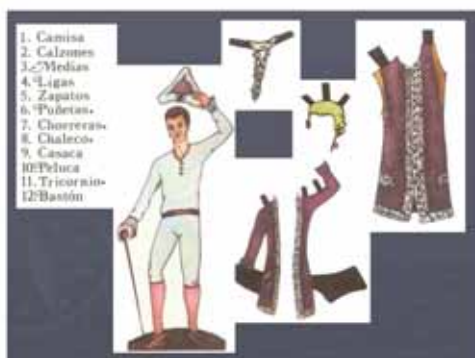 1. Camisa
2. Calzones
3. Medias
4. Ligas
5. Zapatos
6. Puñetas
7. Chorreras
8. Chaleco
9. Casaca
10. Peluca
11. Tricornio
12. Bastón